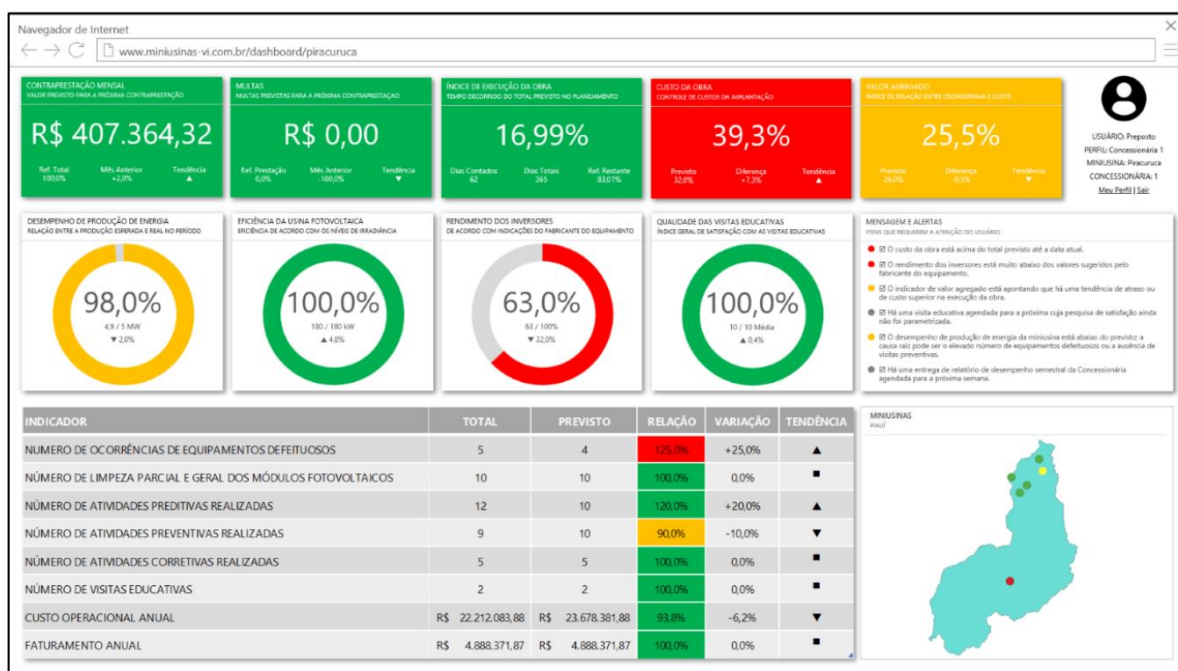 Navegador de Internet
www.miniusinas-vi.com.br/dashboard/piracuruca
CONTRAPRESTAÇÃO MENSAL
VALOR PREVISTO PARA A PRÓXIMA CONTRAPRESTAÇÃO
R$ 407.364,32
Ref. Total Mês Anterior Tendência
100,0% +2,0% ▲
MULTAS
MULTAS PREVISTAS PARA A PRÓXIMA CONTRAPRESTAÇAO
R$ 0,00
Ref. Prestação Mês Anterior Tendência
0,0% -100,0% ▼
ÍNDICE DE EXECUÇÃO DA OBRA
TEMPO DECORRIDO DO TOTAL PREVISTO NO PLANEJAMENTO
16,99%
Dias Contados Dias Totais Ref. Restante
62 365 83,01%
CUSTO DA OBRA
CONTROLE DE CUSTOS DA IMPLANTAÇÃO
39,3%
Previsto Diferença Tendência
32,0% +7,3% ▲
VALOR AGREGADO
ÍNDICE DE RELAÇÃO ENTRE CRONOGRAMA E CUSTO
25,5%
Previsto Diferença Tendência
26,0% -0,5% ▼
USUÁRIO: Preposto
PERFIL: Concessionária 1
MINIUSINA: Piracuruca
CONCESSIONÁRIA: 1
Meu Perfil | Sair
DESEMPENHO DE PRODUÇÃO DE ENERGIA
RELAÇÃO ENTRE A PRODUÇÃO ESPERADA E REAL NO PERÍODO
98,0%
4,9 / 5 MW
▼ 2,0%
EFICIÊNCIA DA USINA FOTOVOLTAICA
EFICIÊNCIA DE ACORDO COM OS NÍVEIS DE IRRADIÂNCIA
100,0%
180 / 180 kW
▲ 4,8%
RENDIMENTO DOS INVERSORES
DE ACORDO COM INDICAÇÕES DO FABRICANTE DO EQUIPAMENTO
63,0%
63 / 100%
▼ 32,0%
QUALIDADE DAS VISITAS EDUCATIVAS
ÍNDICE GERAL DE SATISFAÇÃO COM AS VISITAS EDUCATIVAS
100,0%
10 / 10 Média
▲ 0,4%
MENSAGEM E ALERTAS
ITENS QUE REQUEREM A ATENÇÃO DO USUÁRIO
☑ O custo da obra está acima do total previsto até a data atual.
☑ O rendimento dos inversores está muito abaixo dos valores sugeridos pelo
fabricante do equipamento.
☑ O indicador de valor agregado está apontando que há uma tendência de atraso ou
de custo superior na execução da obra.
☑ Há uma visita educativa agendada para a próxima cuja pesquisa de satisfação ainda
não foi parametrizada.
☑ O desempenho de produção de energia da miniusina está abaixo do previsto; a
causa raiz pode ser o elevado número de equipamentos defeituosos ou a ausência de
visitas preventivas.
☑ Há uma entrega de relatório de desempenho semestral da Concessionária
agendada para a próxima semana.
INDICADOR TOTAL PREVISTO RELAÇÃO VARIAÇÃO TENDÊNCIA
NUMERO DE OCORRÊNCIAS DE EQUIPAMENTOS DEFEITUOSOS 5 4 125,0% +25,0% ▲
NÚMERO DE LIMPEZA PARCIAL E GERAL DOS MÓDULOS FOTOVOLTAICOS 10 10 100,0% 0,0% ■
NÚMERO DE ATIVIDADES PREDITIVAS REALIZADAS 12 10 120,0% +20,0% ▲
NÚMERO DE ATIVIDADES PREVENTIVAS REALIZADAS 9 10 90,0% -10,0% ▼
NÚMERO DE ATIVIDADES CORRETIVAS REALIZADAS 5 5 100,0% 0,0% ■
NÚMERO DE VISITAS EDUCATIVAS 2 2 100,0% 0,0% ■
CUSTO OPERACIONAL ANUAL R$ 22.212.083,88 R$ 23.678.381,88 93,8% -6,2% ▼
FATURAMENTO ANUAL R$ 4.888.371,87 R$ 4.888.371,87 100,0% 0,0% ■
MINIUSINAS
PIAUÍ